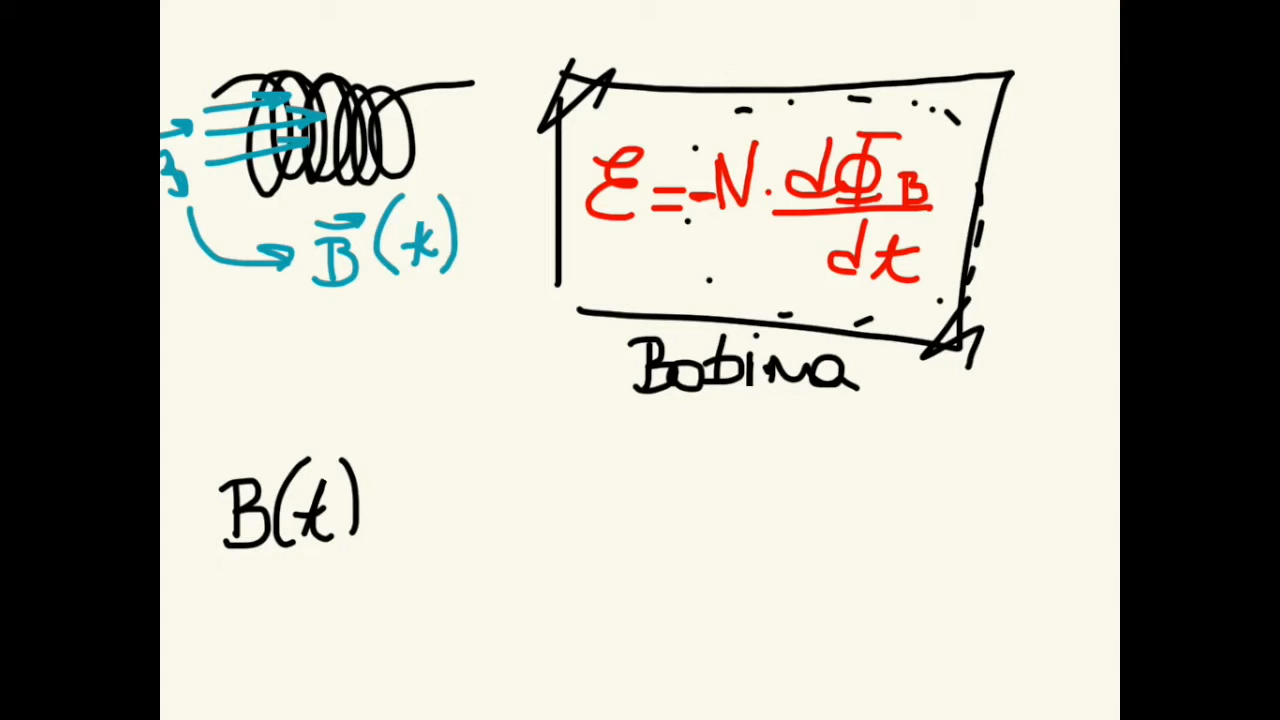 B⃗
B⃗(t)
ℰ = -N · dΦ_B / dt
Bobina
B(t)